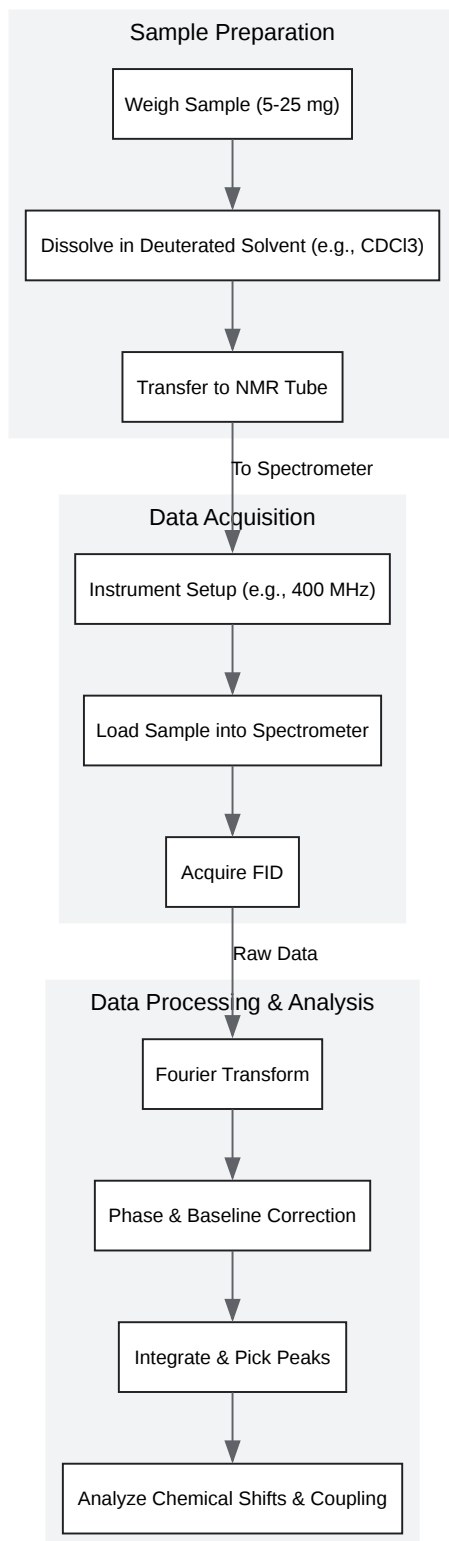 Sample Preparation
Weigh Sample (5-25 mg)
Dissolve in Deuterated Solvent (e.g., CDCl3)
Transfer to NMR Tube
To Spectrometer
Data Acquisition
Instrument Setup (e.g., 400 MHz)
Load Sample into Spectrometer
Acquire FID
Raw Data
Data Processing & Analysis
Fourier Transform
Phase & Baseline Correction
Integrate & Pick Peaks
Analyze Chemical Shifts & Coupling